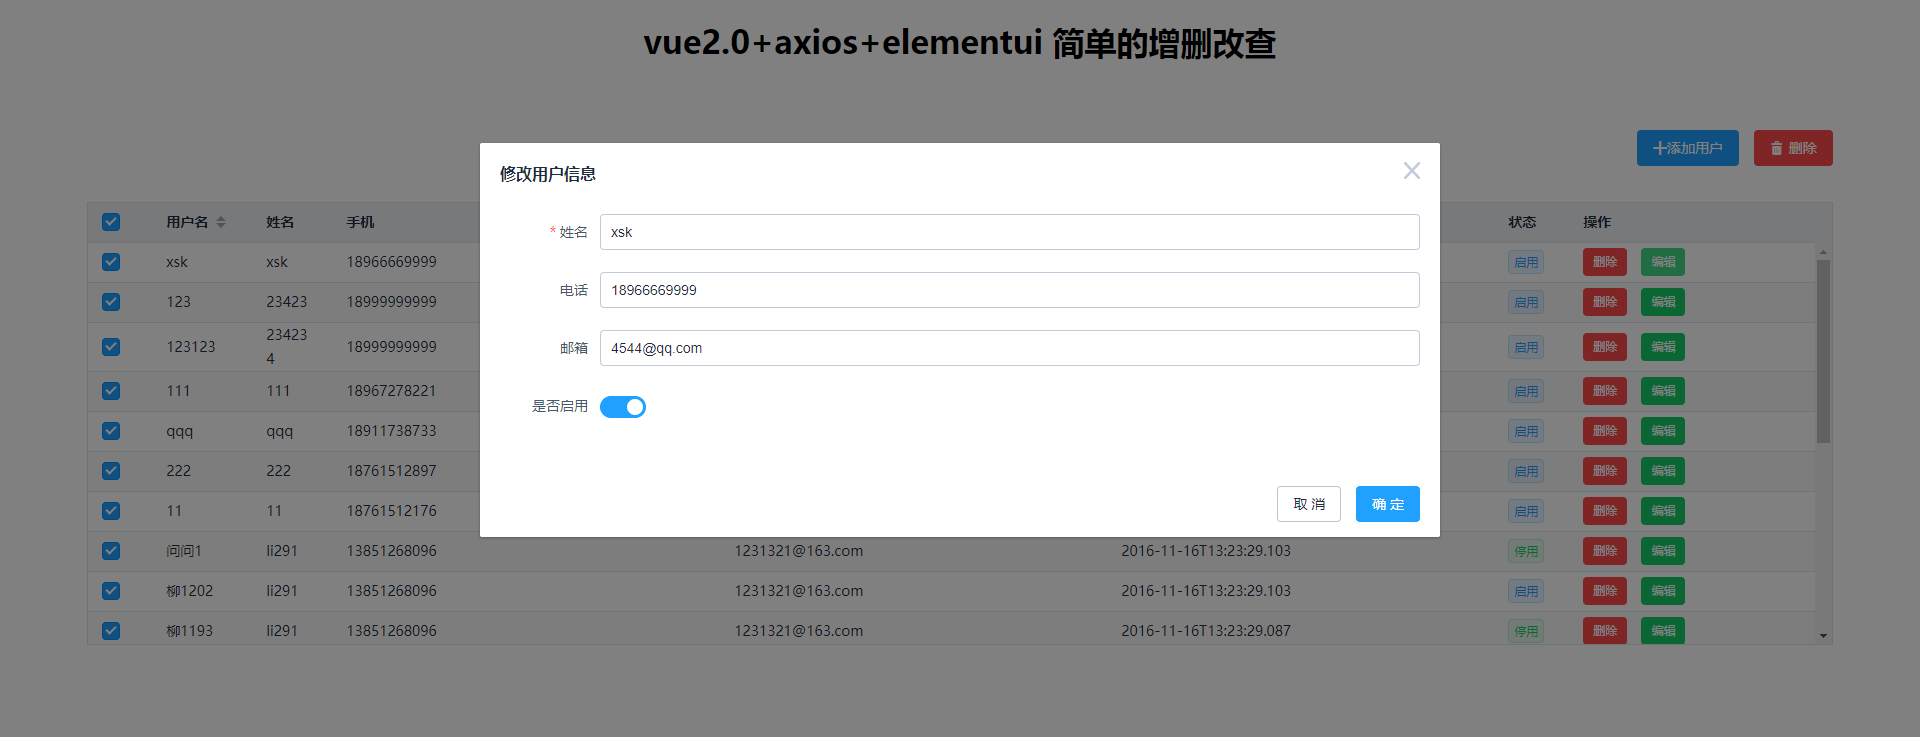 vue2.0+axios+elementui 简单的增删改查
添加用户 删除
修改用户信息
* 姓名 xsk
电话 18966669999
邮箱 4544@qq.com
是否启用
取 消 确 定
用户名 姓名 手机 状态 操作
xsk xsk 18966669999 启用 删除 编辑
123 23423 18999999999 启用 删除 编辑
123123 23423
4 18999999999 启用 删除 编辑
111 111 18967278221 启用 删除 编辑
qqq qqq 18911738733 启用 删除 编辑
222 222 18761512897 启用 删除 编辑
11 11 18761512176 启用 删除 编辑
问问1 li291 13851268096 1231321@163.com 2016-11-16T13:23:29.103 停用 删除 编辑
柳1202 li291 13851268096 1231321@163.com 2016-11-16T13:23:29.103 启用 删除 编辑
柳1193 li291 13851268096 1231321@163.com 2016-11-16T13:23:29.087 停用 删除 编辑